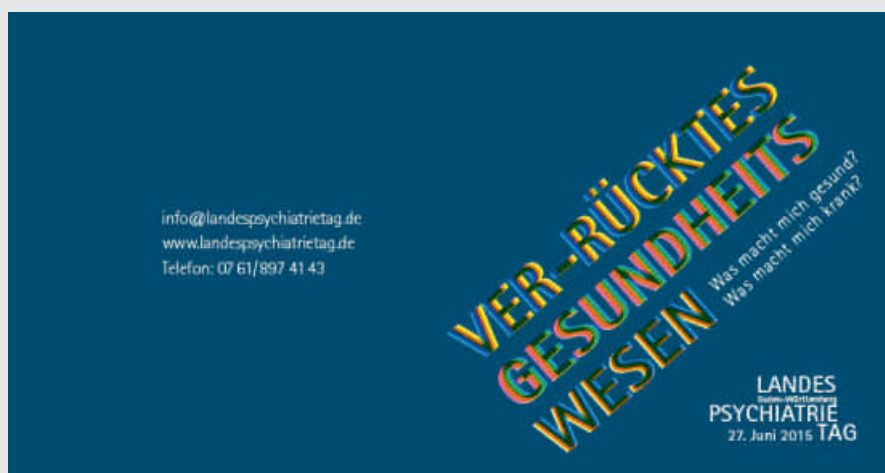 info@landespsychiatrietag.de
www.landespsychiatrietag.de
Telefon: 07 61/897 41 43
VER-RÜCKTES
GESUNDHEITS
WESEN
Was macht mich gesund?
Was macht mich krank?
LANDES
Baden-Württemberg
PSYCHIATRIE
27. Juni 2015 TAG